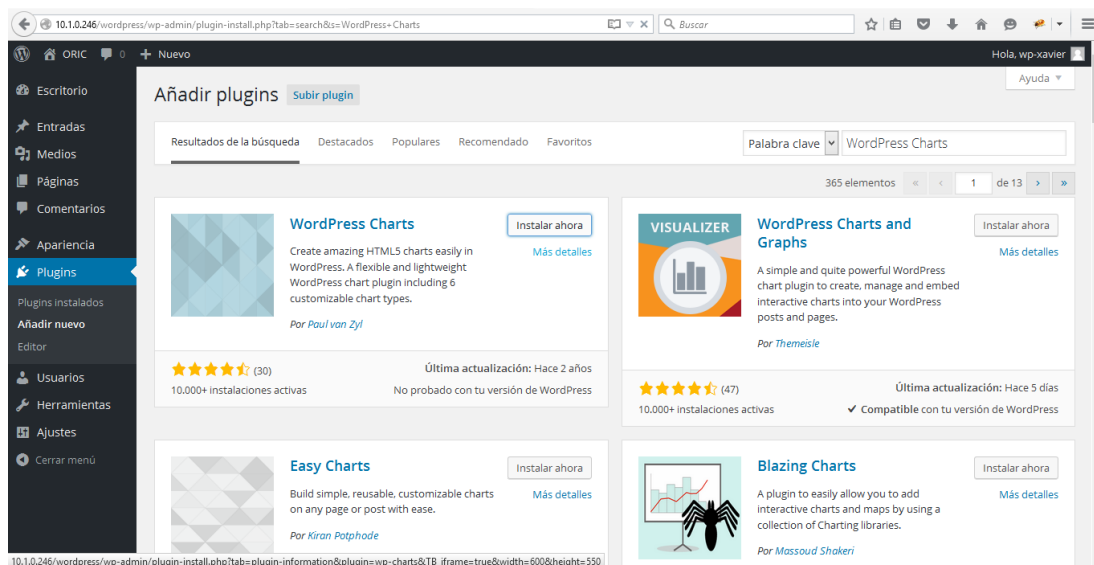 10.1.0.246/wordpress/wp-admin/plugin-install.php?tab=search&s=WordPress+Charts
Buscar
ORIC 0 + Nuevo
Hola, wp-xavier
Ayuda
Escritorio
Entradas
Medios
Páginas
Comentarios
Apariencia
Plugins
Plugins instalados
Añadir nuevo
Editor
Usuarios
Herramientas
Ajustes
Cerrar menú
Añadir plugins Subir plugin
Resultados de la búsqueda Destacados Populares Recomendado Favoritos
Palabra clave WordPress Charts
365 elementos « ‹ 1 de 13 › »
WordPress Charts
Instalar ahora
Más detalles
Create amazing HTML5 charts easily in
WordPress. A flexible and lightweight
WordPress chart plugin including 6
customizable chart types.
Por Paul van Zyl
(30)
Última actualización: Hace 2 años
10.000+ instalaciones activas
No probado con tu versión de WordPress
VISUALIZER
WordPress Charts and
Graphs
Instalar ahora
Más detalles
A simple and quite powerful WordPress
chart plugin to create, manage and embed
interactive charts into your WordPress
posts and pages.
Por Themeisle
(47)
Última actualización: Hace 5 días
10.000+ instalaciones activas
✓ Compatible con tu versión de WordPress
Easy Charts
Instalar ahora
Más detalles
Build simple, reusable, customizable charts
on any page or post with ease.
Por Kiran Potphode
Blazing Charts
Instalar ahora
Más detalles
A plugin to easily allow you to add
interactive charts and maps by using a
collection of Charting libraries.
Por Massoud Shakeri
10.1.0.246/wordpress/wp-admin/plugin-install.php?tab=plugin-information&plugin=wp-charts&TB_iframe=true&width=600&height=550